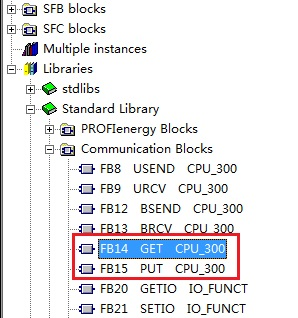 SFB blocks
SFC blocks
Multiple instances
Libraries
stdlibs
Standard Library
PROFIenergy Blocks
Communication Blocks
FB8 USEND CPU_300
FB9 URCV CPU_300
FB12 BSEND CPU_300
FB13 BRCV CPU_300
FB14 GET CPU_300
FB15 PUT CPU_300
FB20 GETIO IO_FUNCT
FB21 SETIO IO_FUNCT